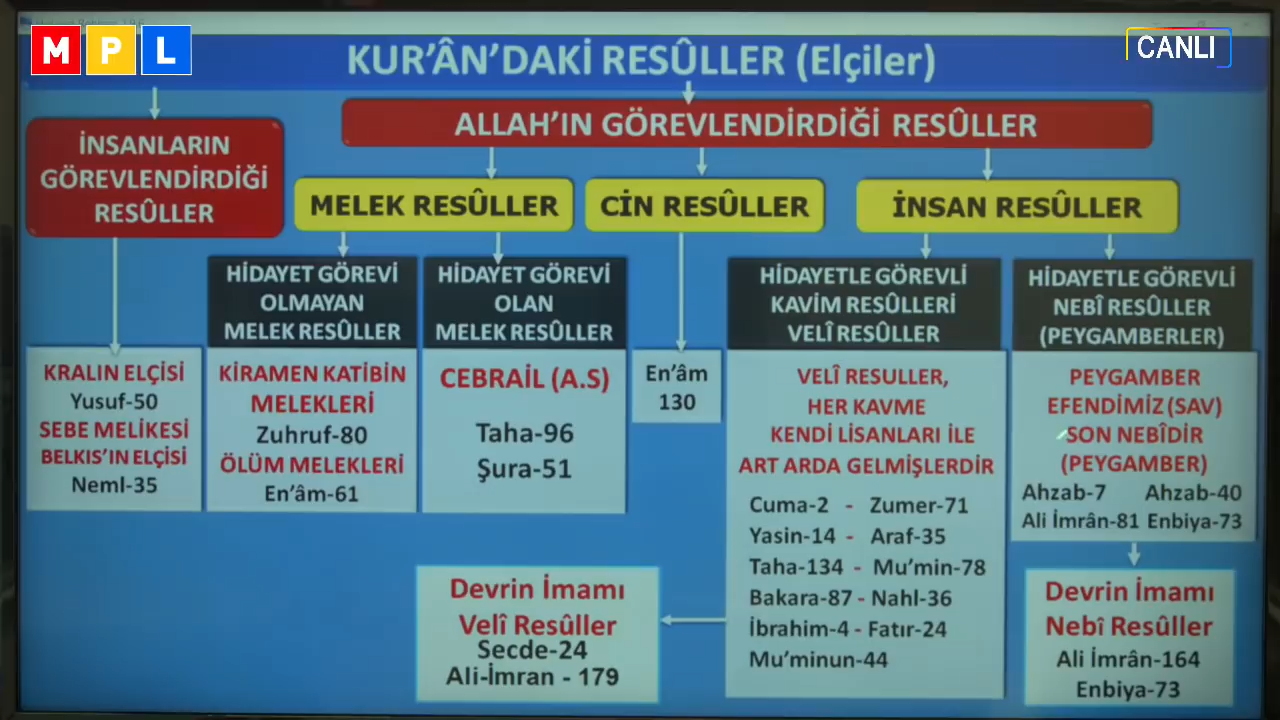 MPL
CANLI
KUR'ÂN'DAKİ RESÛLLER (Elçiler)
İNSANLARIN
GÖREVLENDİRDİĞİ
RESÛLLER
ALLAH'IN GÖREVLENDİRDİĞİ RESÛLLER
MELEK RESÛLLER
CİN RESÛLLER
İNSAN RESÛLLER
KRALIN ELÇİSİ
Yusuf-50
SEBE MELİKESİ
BELKIS'IN ELÇİSİ
Neml-35
HİDAYET GÖREVİ
OLMAYAN
MELEK RESÛLLER
KİRAMEN KATİBİN
MELEKLERİ
Zuhruf-80
ÖLÜM MELEKLERİ
En'âm-61
HİDAYET GÖREVİ
OLAN
MELEK RESÛLLER
CEBRAİL (A.S)
Taha-96
Şura-51
En'âm
130
HİDAYETLE GÖREVLİ
KAVİM RESÛLLERİ
VELÎ RESÛLLER
VELÎ RESULLER,
HER KAVME
KENDİ LİSANLARI İLE
ART ARDA GELMİŞLERDİR
Cuma-2 - Zumer-71
Yasin-14 - Araf-35
Taha-134 - Mu'min-78
Bakara-87 - Nahl-36
İbrahim-4 - Fatır-24
Mu'minun-44
Devrin İmamı
Velî Resûller
Secde-24
Ali-İmran - 179
HİDAYETLE GÖREVLİ
NEBÎ RESÛLLER
(PEYGAMBERLER)
PEYGAMBER
EFENDİMİZ (SAV)
SON NEBÎDİR
(PEYGAMBER)
Ahzab-7 Ahzab-40
Ali İmrân-81 Enbiya-73
Devrin İmamı
Nebî Resûller
Ali İmrân-164
Enbiya-73